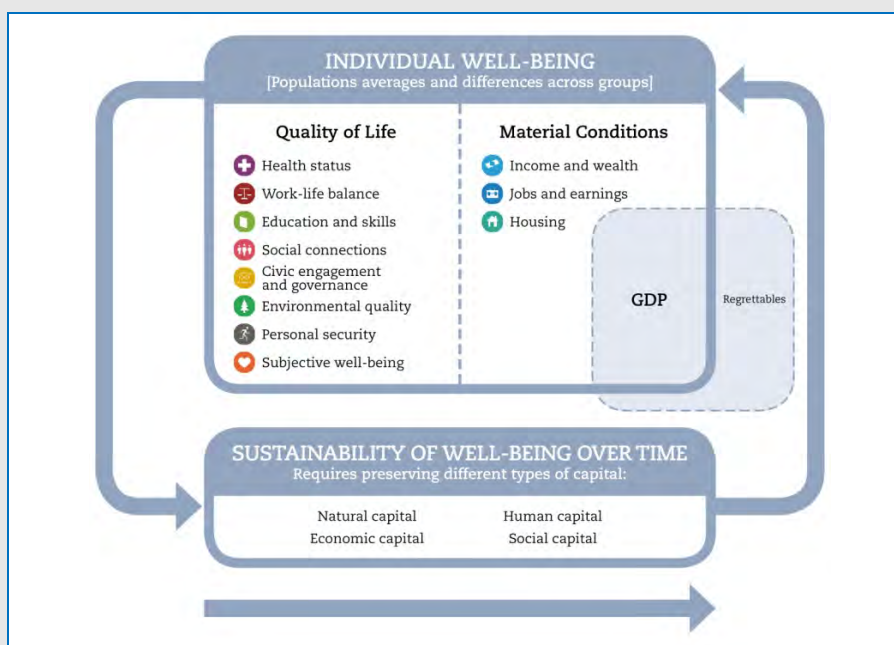 INDIVIDUAL WELL-BEING
[Populations averages and differences across groups]
Quality of Life
Health status
Work-life balance
Education and skills
Social connections
Civic engagement
and governance
Environmental quality
Personal security
Subjective well-being
Material Conditions
Income and wealth
Jobs and earnings
Housing
GDP
Regrettables
SUSTAINABILITY OF WELL-BEING OVER TIME
Requires preserving different types of capital:
Natural capital
Human capital
Economic capital
Social capital